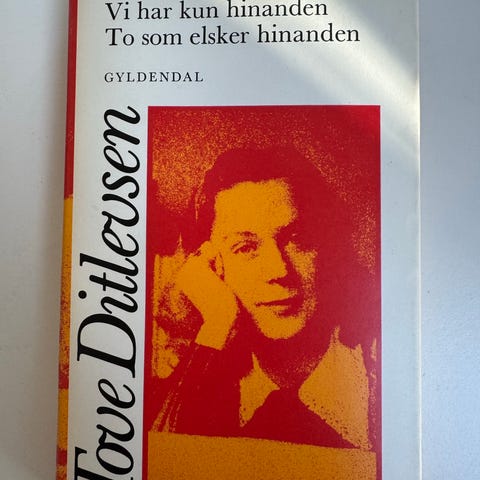 Vi har kun hinanden
To som elsker hinanden
GYLDENDAL
Tove Ditlevsen